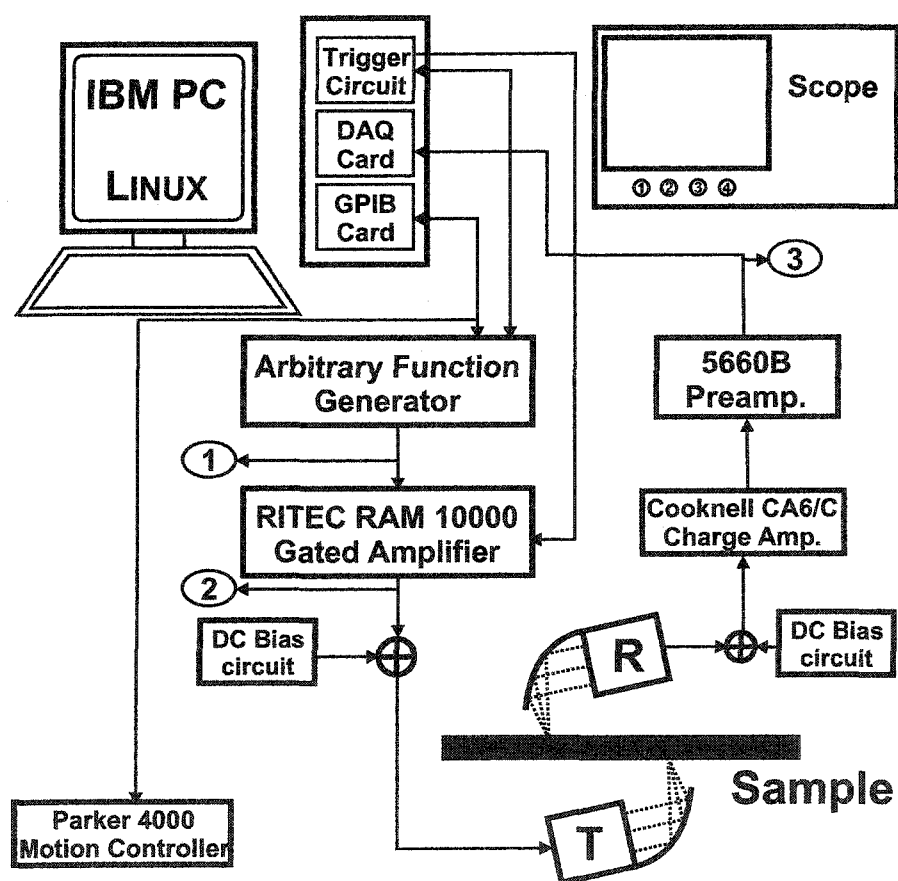 IBM PC
LINUX
Trigger
Circuit
DAQ
Card
GPIB
Card
Scope
1 2 3 4
3
Arbitrary Function
Generator
5660B
Preamp.
1
RITEC RAM 10000
Gated Amplifier
Cooknell CA6/C
Charge Amp.
2
DC Bias
circuit
R
DC Bias
circuit
Sample
T
Parker 4000
Motion Controller